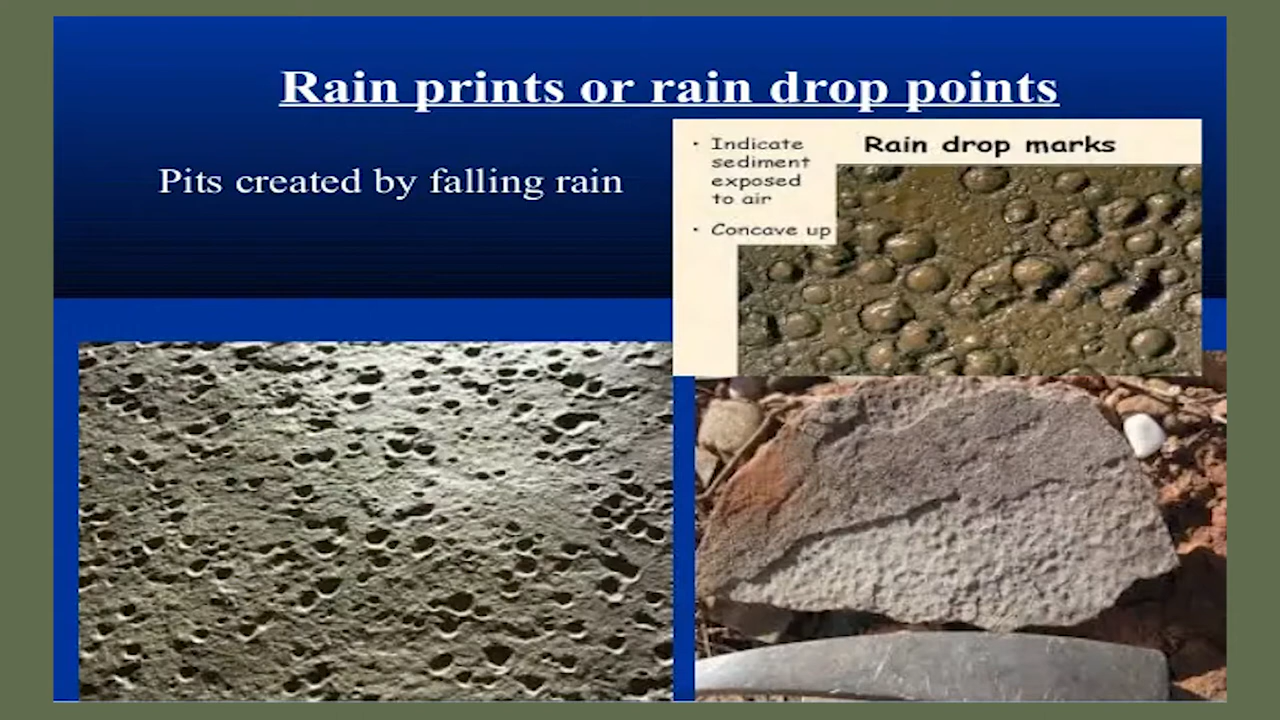 Rain prints or rain drop points
Pits created by falling rain
Rain drop marks
• Indicate
sediment
exposed
to air
• Concave up